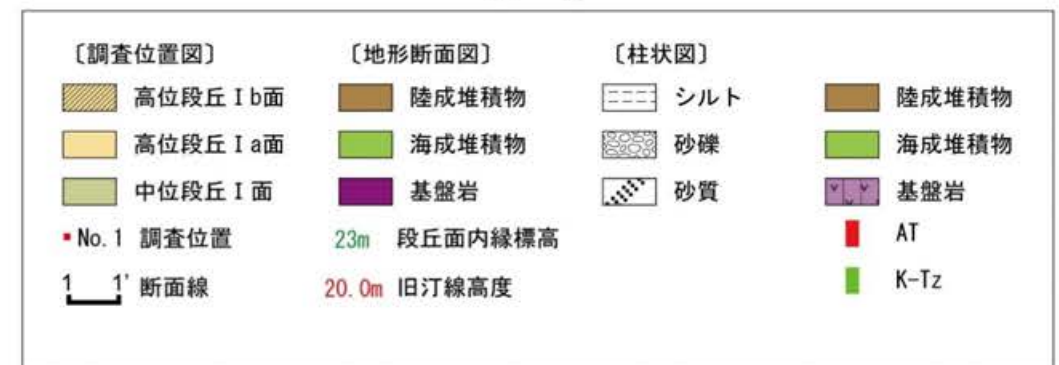 〔調査位置図〕 〔地形断面図〕 〔柱状図〕
高位段丘Ⅰb面 陸成堆積物 シルト 陸成堆積物
高位段丘Ⅰa面 海成堆積物 砂礫 海成堆積物
中位段丘Ⅰ面 基盤岩 砂質 基盤岩
No.1 調査位置 23m 段丘面内縁標高 AT
1 1' 断面線 20.0m 旧汀線高度 K-Tz